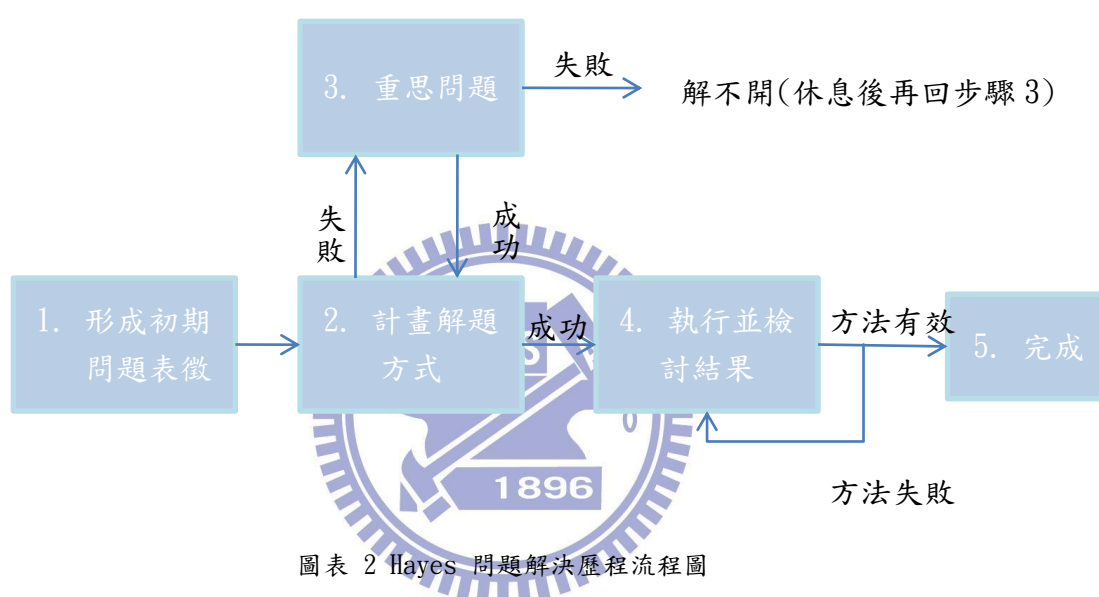 3. 重思問題
失敗
解不開(休息後再回步驟 3)
失敗
成功
1. 形成初期
問題表徵
2. 計畫解題
方式
成功
4. 執行並檢
討結果
方法有效
5. 完成
方法失敗
1896
圖表 2 Hayes 問題解決歷程流程圖